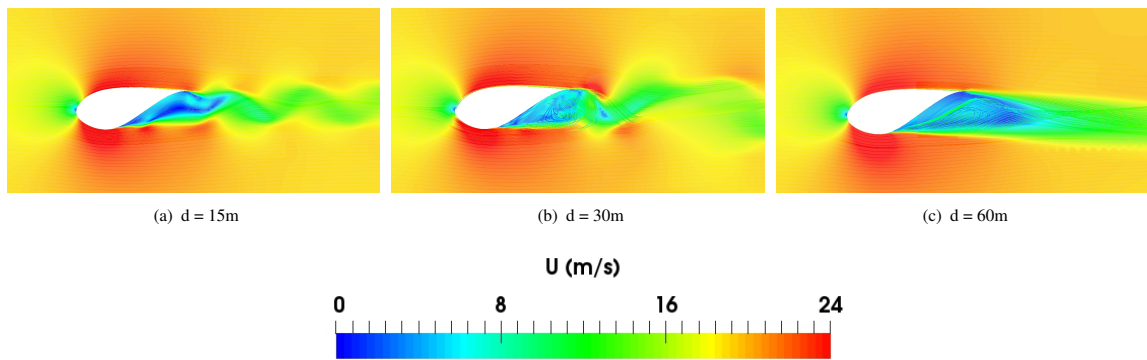 (a) d = 15m
(b) d = 30m
(c) d = 60m
U (m/s)
0 8 16 24